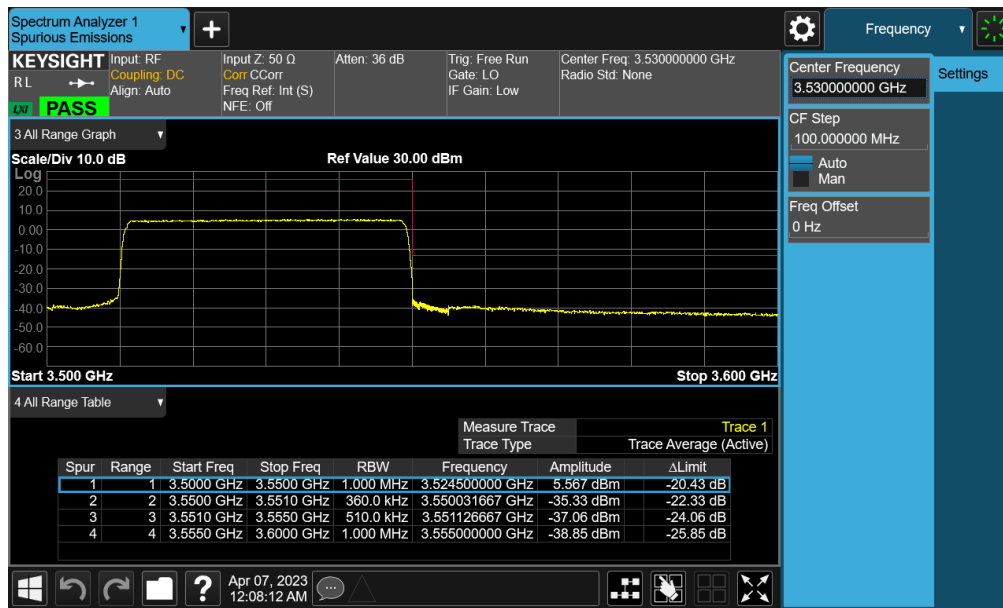 Spectrum Analyzer 1
Spurious Emissions
Frequency
KEYSIGHT
R L
LXI
PASS
Input: RF
Coupling: DC
Align: Auto
Input Z: 50 Ω
Corr CCorr
Freq Ref: Int (S)
NFE: Off
Atten: 36 dB
Trig: Free Run
Gate: LO
IF Gain: Low
Center Freq: 3.530000000 GHz
Radio Std: None
Center Frequency
3.530000000 GHz
Settings
CF Step
100.000000 MHz
Auto
Man
Freq Offset
0 Hz
3 All Range Graph
Scale/Div 10.0 dB
Ref Value 30.00 dBm
Log
20.0
10.0
0.00
-10.0
-20.0
-30.0
-40.0
-50.0
-60.0
Start 3.500 GHz
Stop 3.600 GHz
4 All Range Table
Measure Trace Trace 1
Trace Type Trace Average (Active)
Spur Range Start Freq Stop Freq RBW Frequency Amplitude ΔLimit
1 1 3.5000 GHz 3.5500 GHz 1.000 MHz 3.524500000 GHz 5.567 dBm -20.43 dB
2 2 3.5500 GHz 3.5510 GHz 360.0 kHz 3.550031667 GHz -35.33 dBm -22.33 dB
3 3 3.5510 GHz 3.5550 GHz 510.0 kHz 3.551126667 GHz -37.06 dBm -24.06 dB
4 4 3.5550 GHz 3.6000 GHz 1.000 MHz 3.555000000 GHz -38.85 dBm -25.85 dB
?
Apr 07, 2023
12:08:12 AM